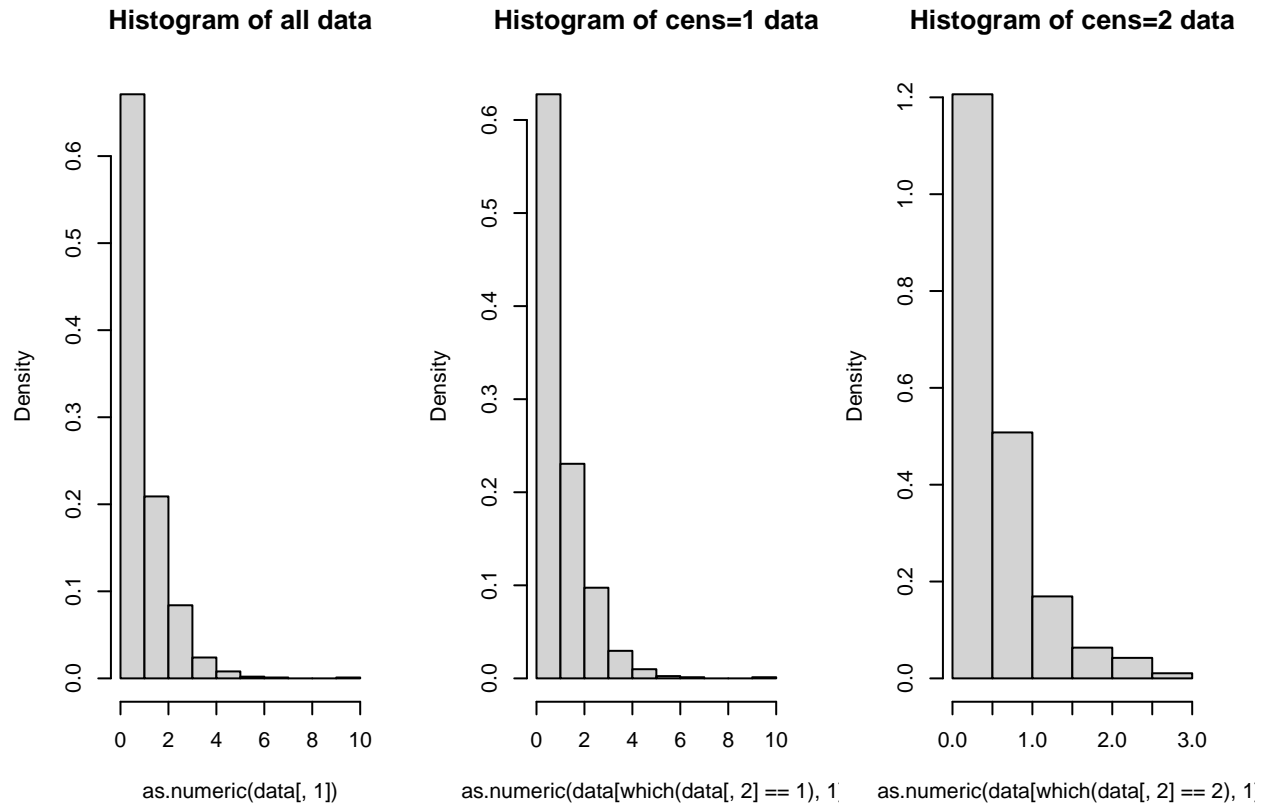 Histogram of all data
Density
0.0 0.1 0.2 0.3 0.4 0.5 0.6
0 2 4 6 8 10
as.numeric(data[, 1])
Histogram of cens=1 data
Density
0.0 0.1 0.2 0.3 0.4 0.5 0.6
0 2 4 6 8 10
as.numeric(data[which(data[, 2] == 1), 1]
Histogram of cens=2 data
Density
0.0 0.2 0.4 0.6 0.8 1.0 1.2
0.0 1.0 2.0 3.0
as.numeric(data[which(data[, 2] == 2), 1]